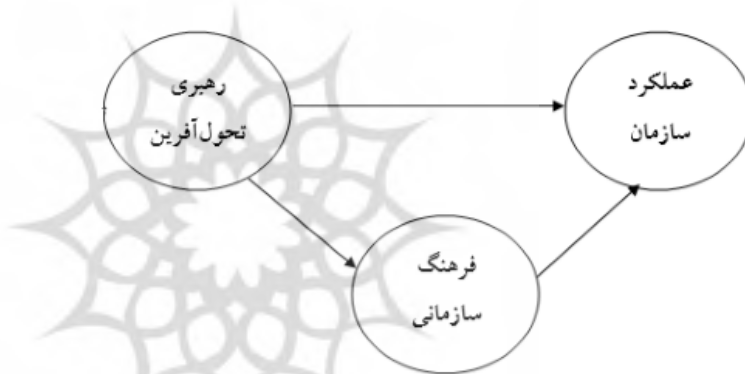 رهبری
تحول‌آفرین
عملکرد
سازمان
فرهنگ
سازمانی